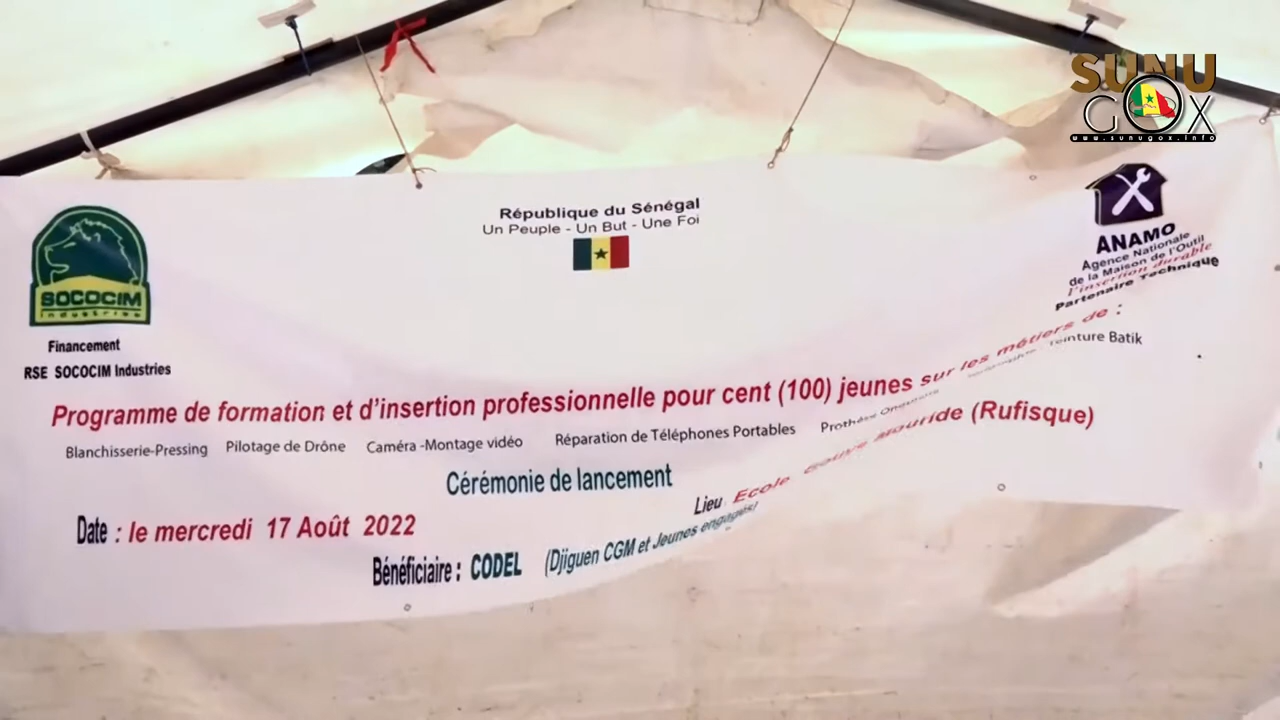 SUNU
GOX
www.sunugox.info
République du Sénégal
Un Peuple - Un But - Une Foi
SOCOCIM
industries
Financement
RSE SOCOCIM Industries
ANAMO
Agence Nationale
de la Maison de l'Outil
l'insertion durable
Partenaire Technique
Programme de formation et d'insertion professionnelle pour cent (100) jeunes sur les métiers de :
Blanchisserie-Pressing Pilotage de Drône Caméra -Montage vidéo Réparation de Téléphones Portables Prothésie Teinture Batik
Cérémonie de lancement
Lieu Ecole Mouride (Rufisque)
Date : le mercredi 17 Août 2022
Bénéficiaire : CODEL (Djiguen CGM et Jeunes engagés)